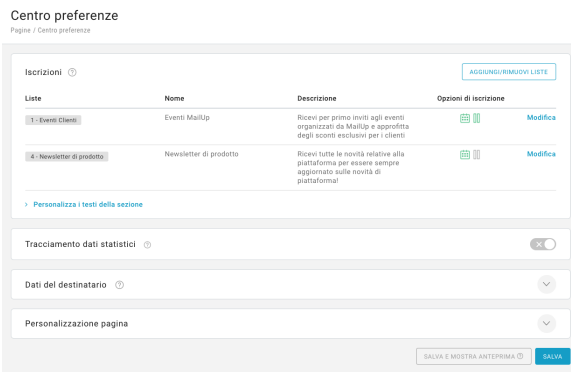 Centro preferenze
Pagine / Centro preferenze
Iscrizioni ?
AGGIUNGI/RIMUOVI LISTE
Liste Nome Descrizione Opzioni di iscrizione
1 - Eventi Clienti Eventi MailUp Ricevi per primo inviti agli eventi Modifica
organizzati da MailUp e approfitta
degli sconti esclusivi per i clienti
4 - Newsletter di prodotto Newsletter di prodotto Ricevi tutte le novità relative alla Modifica
piattaforma per essere sempre
aggiornato sulle novità di
piattaforma!
Personalizza i testi della sezione
Tracciamento dati statistici ?
Dati del destinatario ?
Personalizzazione pagina
SALVA E MOSTRA ANTEPRIMA ? SALVA